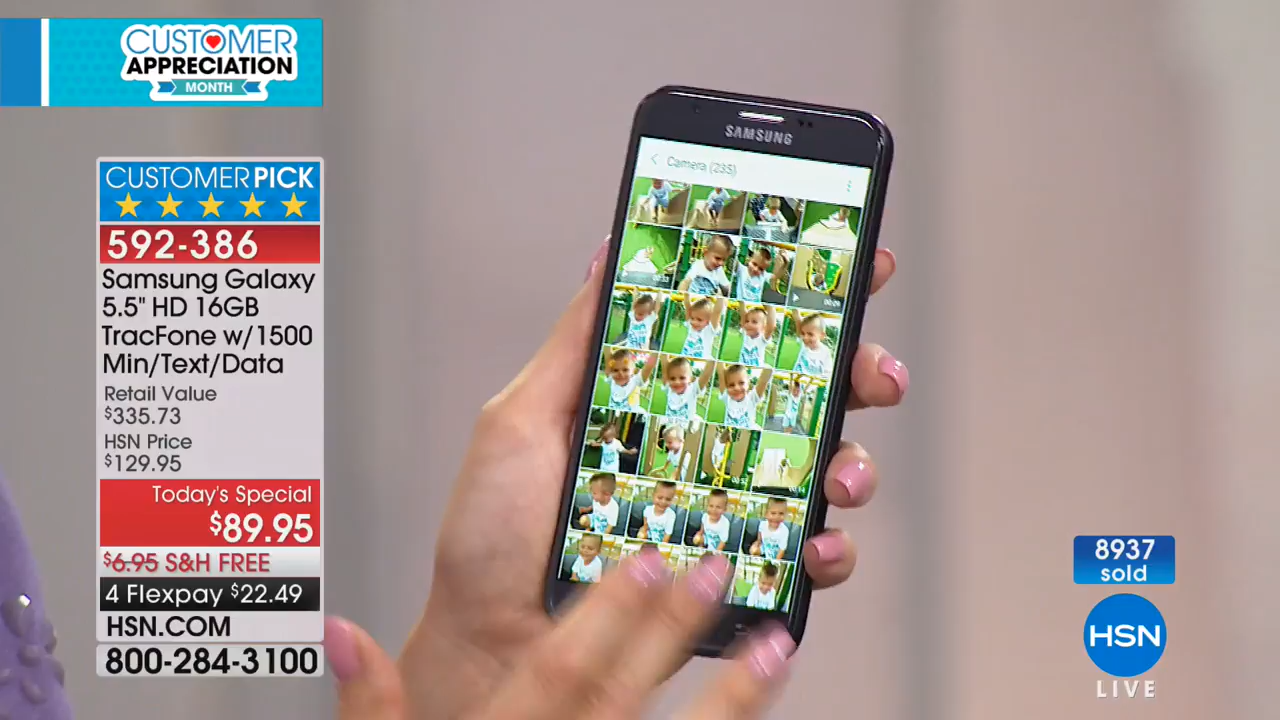 CUSTOMER
APPRECIATION
MONTH
CUSTOMER PICK
592-386
Samsung Galaxy
5.5" HD 16GB
TracFone w/1500
Min/Text/Data
Retail Value
$335.73
HSN Price
$129.95
Today's Special
$89.95
$6.95 S&H FREE
4 Flexpay $22.49
HSN.COM
800-284-3100
SAMSUNG
Camera (235)
8937
sold
HSN
LIVE